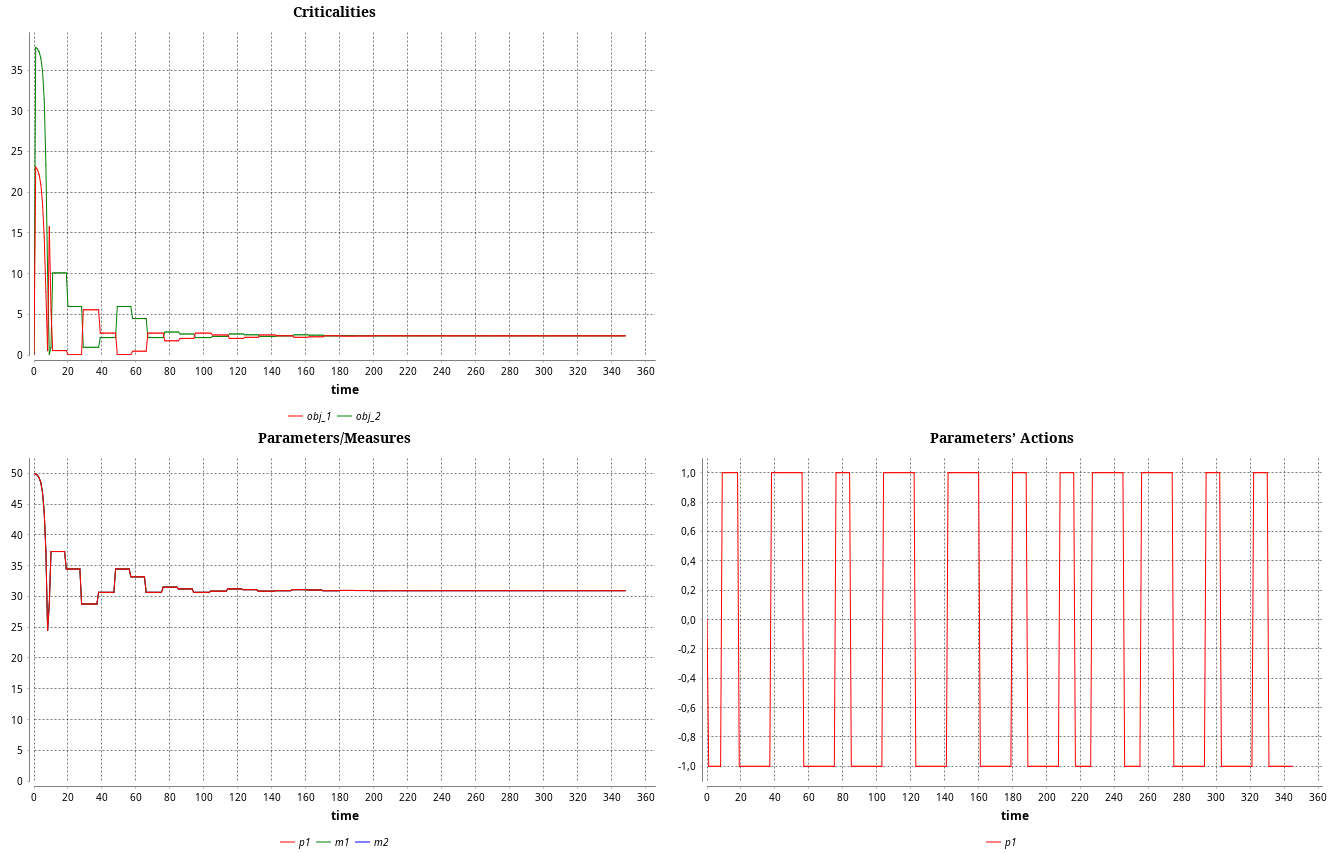 Criticalities
35
30
25
20
15
10
5
0
0 20 40 60 80 100 120 140 160 180 200 220 240 260 280 300 320 340 360
time
obj_1 obj_2
Parameters/Measures
50
45
40
35
30
25
20
15
10
5
0
0 20 40 60 80 100 120 140 160 180 200 220 240 260 280 300 320 340 360
time
p1 m1 m2
Parameters’ Actions
1,0
0,8
0,6
0,4
0,2
0,0
-0,2
-0,4
-0,6
-0,8
-1,0
0 20 40 60 80 100 120 140 160 180 200 220 240 260 280 300 320 340 360
time
p1